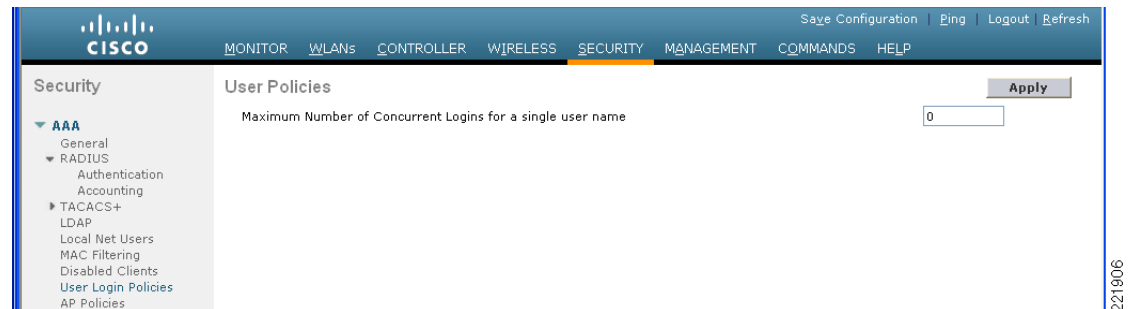 Save Configuration | Ping | Logout | Refresh
CISCO
MONITOR WLANs CONTROLLER WIRELESS SECURITY MANAGEMENT COMMANDS HELP
Security
AAA
General
RADIUS
Authentication
Accounting
TACACS+
LDAP
Local Net Users
MAC Filtering
Disabled Clients
User Login Policies
AP Policies
User Policies
Apply
Maximum Number of Concurrent Logins for a single user name
0
221906